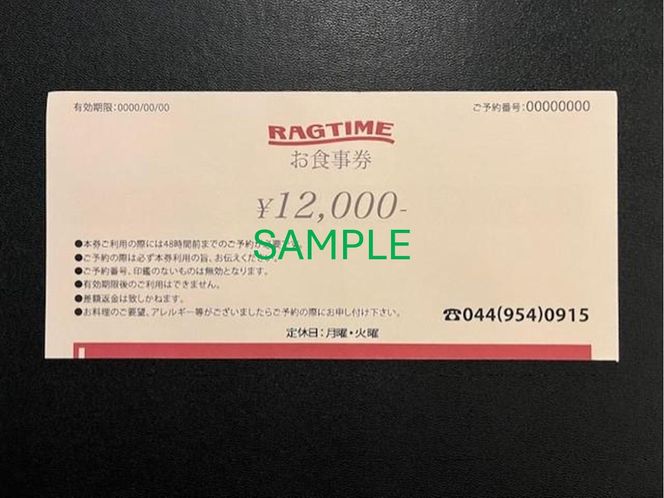 有効期限:0000/00/00
ご予約番号:00000000
RAGTIME
お食事券
¥12,000-
●本券ご利用の際には48時間前までのご予約が必要です。
SAMPLE
●ご予約の際は必ず本券利用の旨、お伝えください。
●ご予約番号、印鑑のないものは無効となります。
●有効期限後のご利用はできません。
●差額返金は致しかねます。
●お料理のご要望、アレルギー等がございましたらご予約の際にお申し付け下さい。
☎044(954)0915
定休日:月曜・火曜